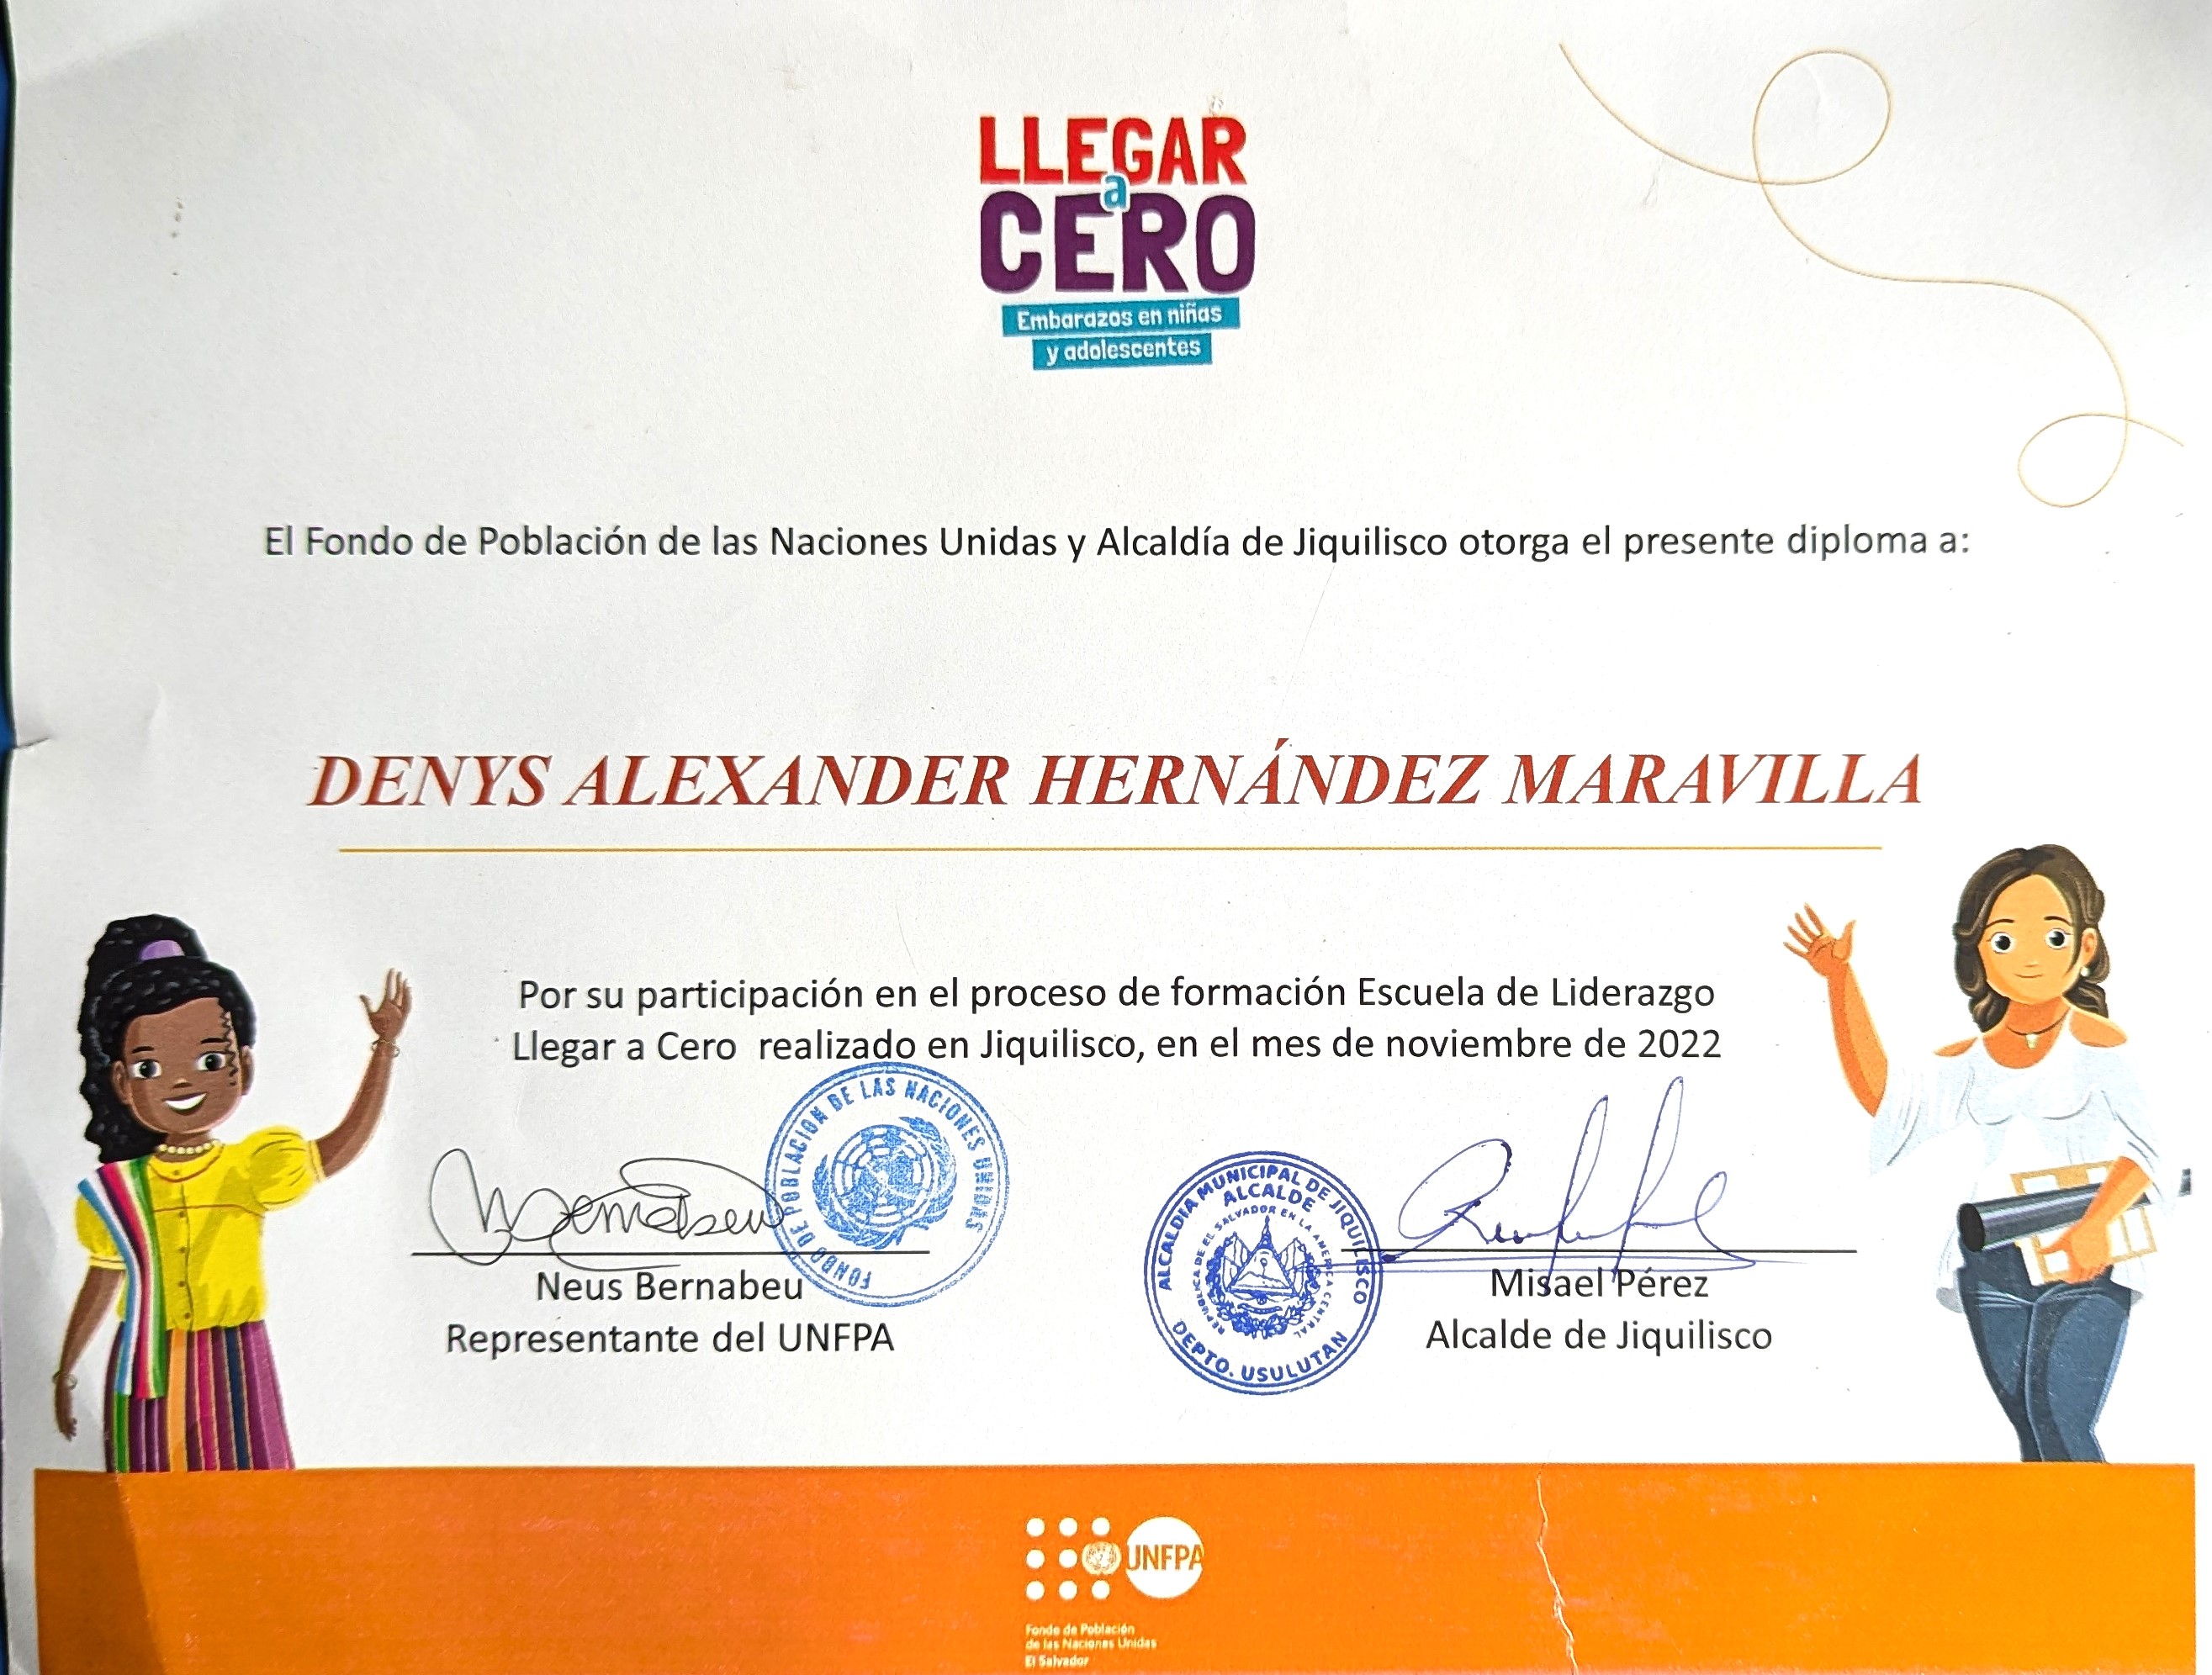 LLEGAR
a
CERO
Embarazos en niñas
y adolescentes
El Fondo de Población de las Naciones Unidas y Alcaldía de Jiquilisco otorga el presente diploma a:
DENYS ALEXANDER HERNÁNDEZ MARAVILLA
Por su participación en el proceso de formación Escuela de Liderazgo
Llegar a Cero realizado en Jiquilisco, en el mes de noviembre de 2022
FONDO DE POBLACION DE LAS NACIONES UNIDAS
ALCALDIA MUNICIPAL DE JIQUILISCO
ALCALDE
REPUBLICA DE EL SALVADOR EN LA AMERICA CENTRAL
DEPTO. USULUTAN
Neus Bernabeu
Representante del UNFPA
Misael Pérez
Alcalde de Jiquilisco
UNFPA
Fondo de Población
de las Naciones Unidas
El Salvador